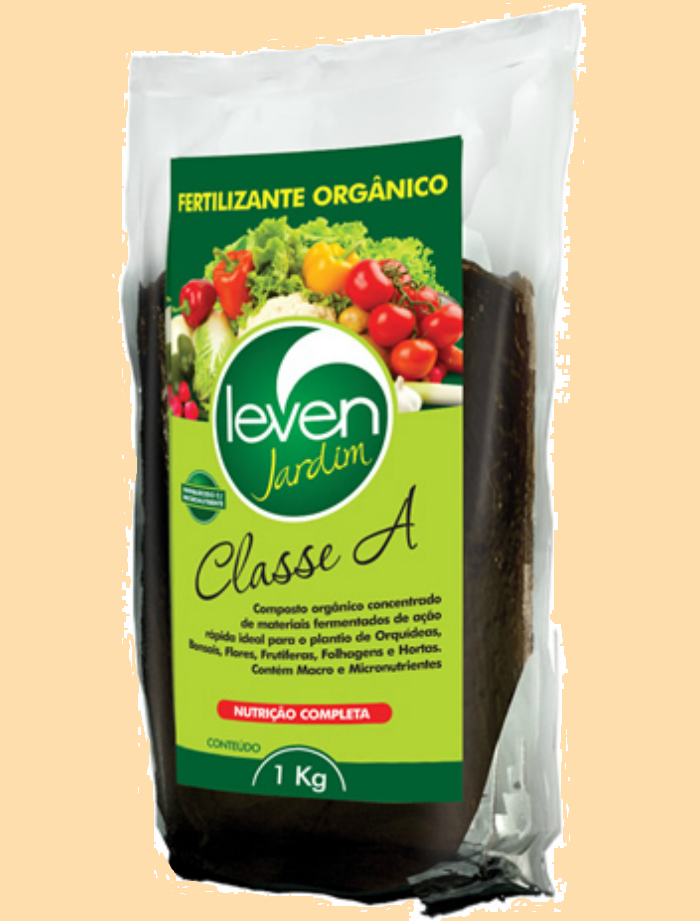 FERTILIZANTE ORGÂNICO
leven
Jardim
Classe A
Composto orgânico concentrado
de materiais fermentados de ação
rápida ideal para o plantio de Orquídeas,
Bonsais, Flores, Frutíferas, Folhagens e Hortas.
Contém Macro e Micronutrientes
NUTRIÇÃO COMPLETA
CONTEÚDO
1 Kg